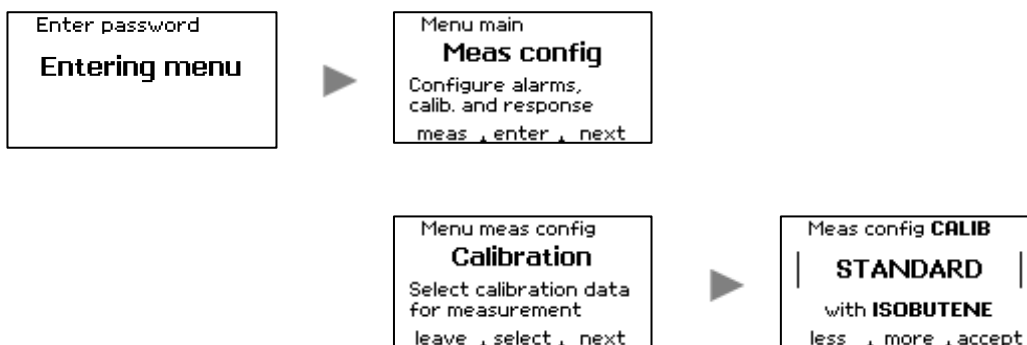 Enter password
Entering menu
Menu main
Meas config
Configure alarms,
calib. and response
meas enter next
Menu meas config
Calibration
Select calibration data
for measurement
leave select next
Meas config CALIB
STANDARD
with ISOBUTENE
less more accept